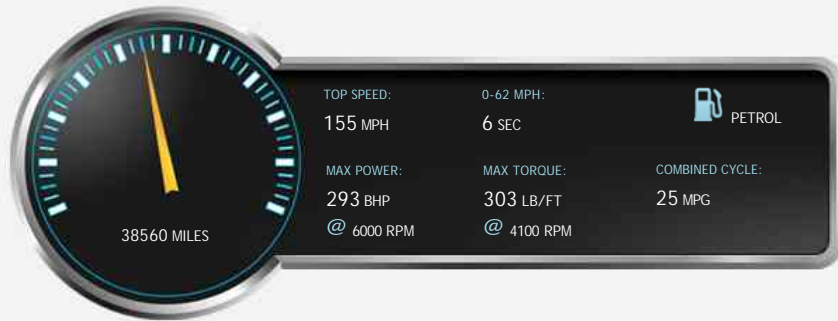 TOP SPEED:
155 MPH
0-62 MPH:
6 SEC
PETROL
MAX POWER:
293 BHP
@ 6000 RPM
MAX TORQUE:
303 LB/FT
@ 4100 RPM
COMBINED CYCLE:
25 MPG
38560 MILES